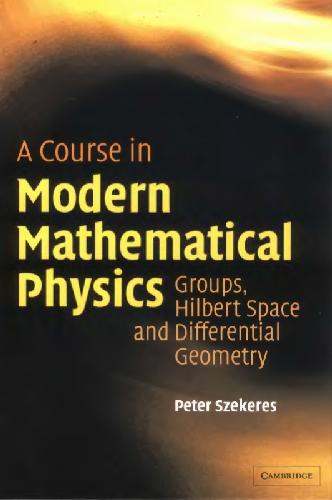 A Course in
Modern
Mathematical
Physics
Groups,
Hilbert Space
and Differential
Geometry
Peter Szekeres
CAMBRIDGE